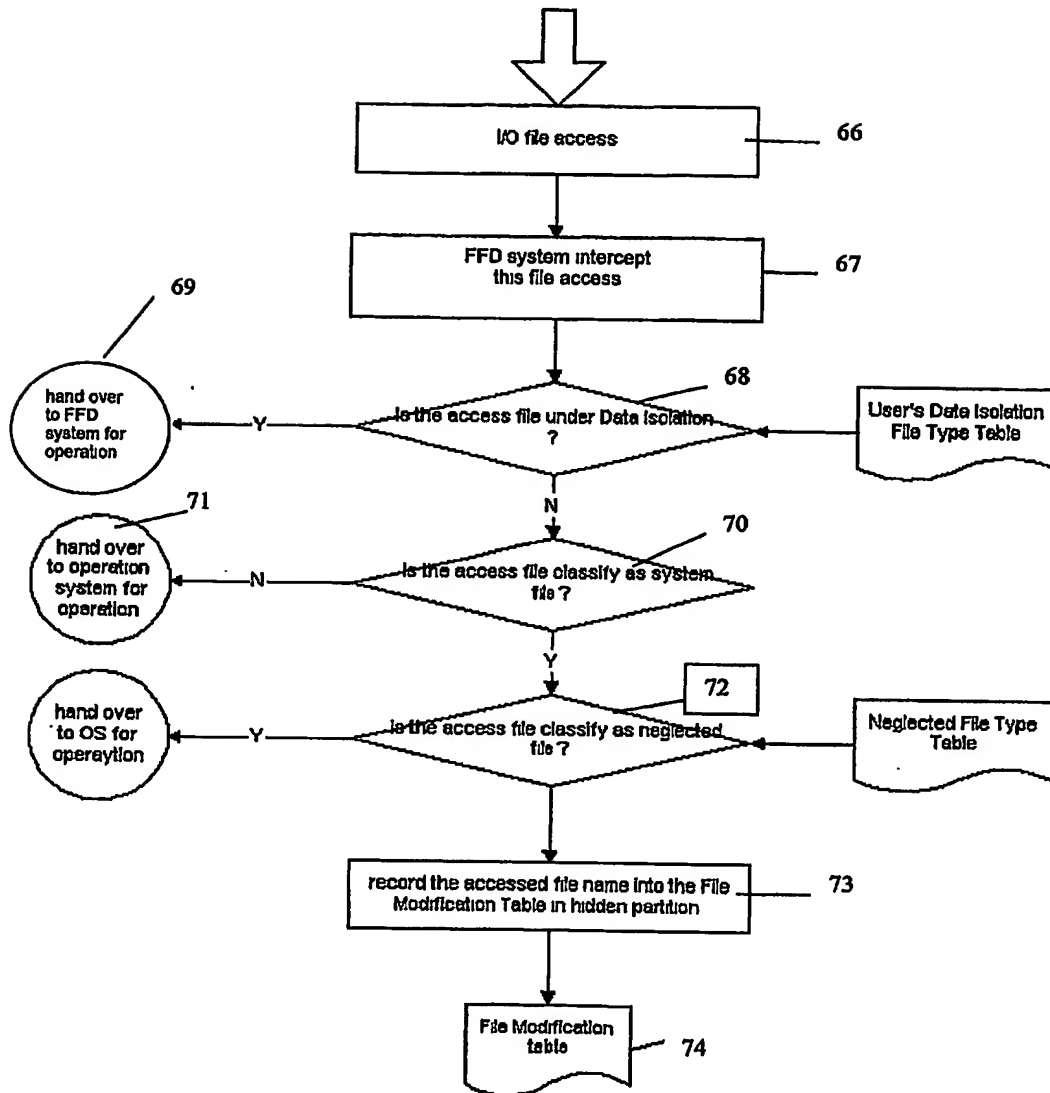 I/O file access
66
FFD system intercept
this file access
67
69
68
hand over
to FFD
system for
operation
Y
Is the access file under Data Isolation
?
User's Data Isolation
File Type Table
N
71
70
hand over
to operation
system for
operation
N
Is the access file classify as system
file ?
Y
72
hand over
to OS for
operaytion
Y
Is the access file classify as neglected
file ?
Neglected File Type
Table
record the accessed file name into the File
Modification Table in hidden partition
73
File Modification
table
74